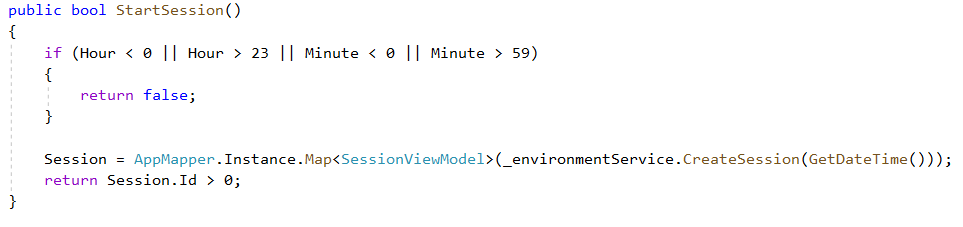 public bool StartSession()
{
    if (Hour < 0 || Hour > 23 || Minute < 0 || Minute > 59)
    {
        return false;
    }

    Session = AppMapper.Instance.Map<SessionViewModel>(_environmentService.CreateSession(GetDateTime()));
    return Session.Id > 0;
}